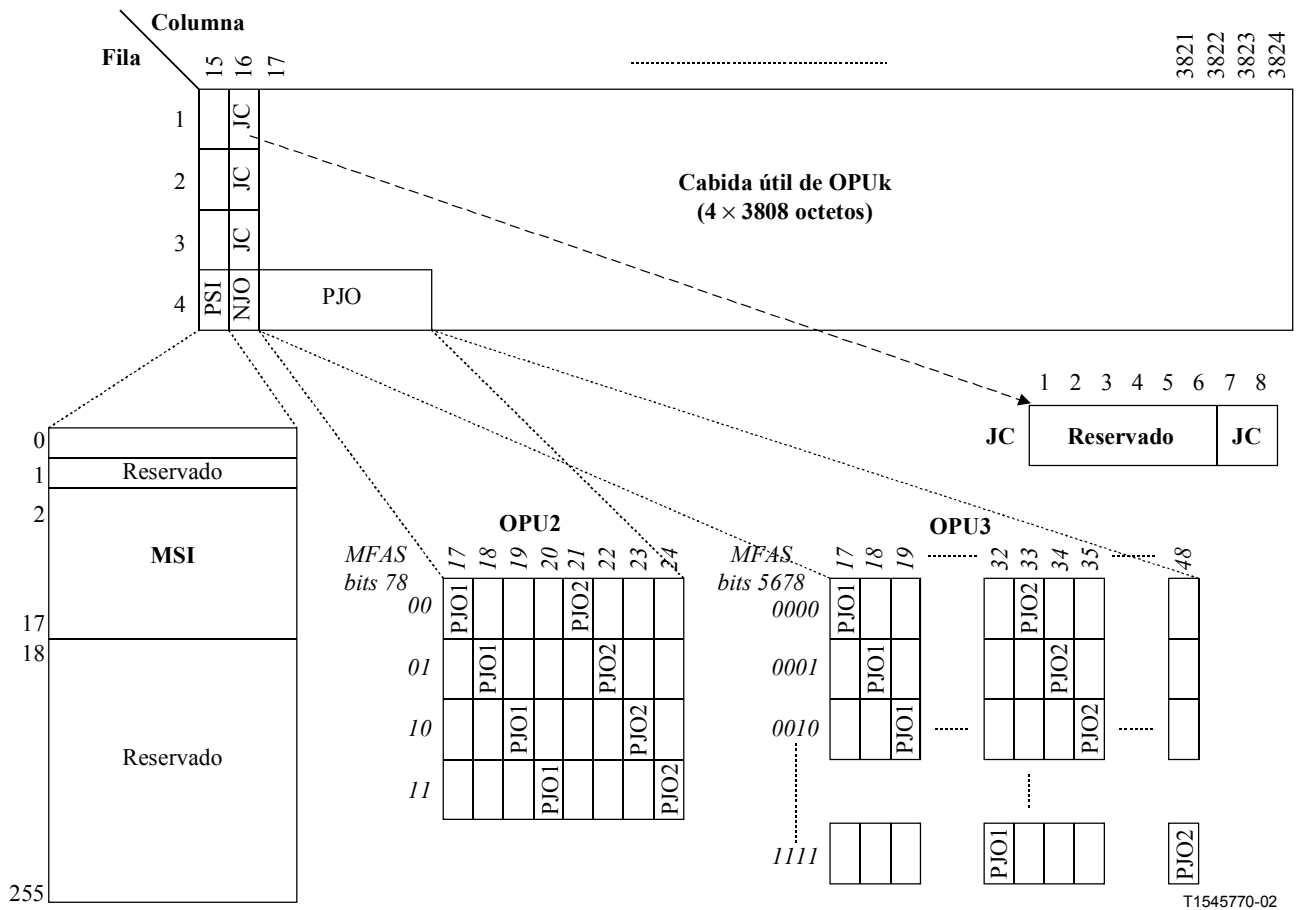 Columna
Fila
15 16 17
3821 3822 3823 3824
1 JC
2 JC
3 JC
4 PSI NJO PJO
Cabida útil de OPUk
(4 × 3808 octetos)
1 2 3 4 5 6 7 8
JC Reservado JC
0
1 Reservado
2
MSI
17
18
Reservado
255
OPU2
MFAS
bits 78
17 18 19 20 21 22 23 24
00 PJO1 PJO2
01 PJO1 PJO2
10 PJO1 PJO2
11 PJO1 PJO2
OPU3
MFAS
bits 5678
17 18 19 32 33 34 35 48
0000 PJO1 PJO2
0001 PJO1 PJO2
0010 PJO1 PJO2
1111 PJO1 PJO2
T1545770-02